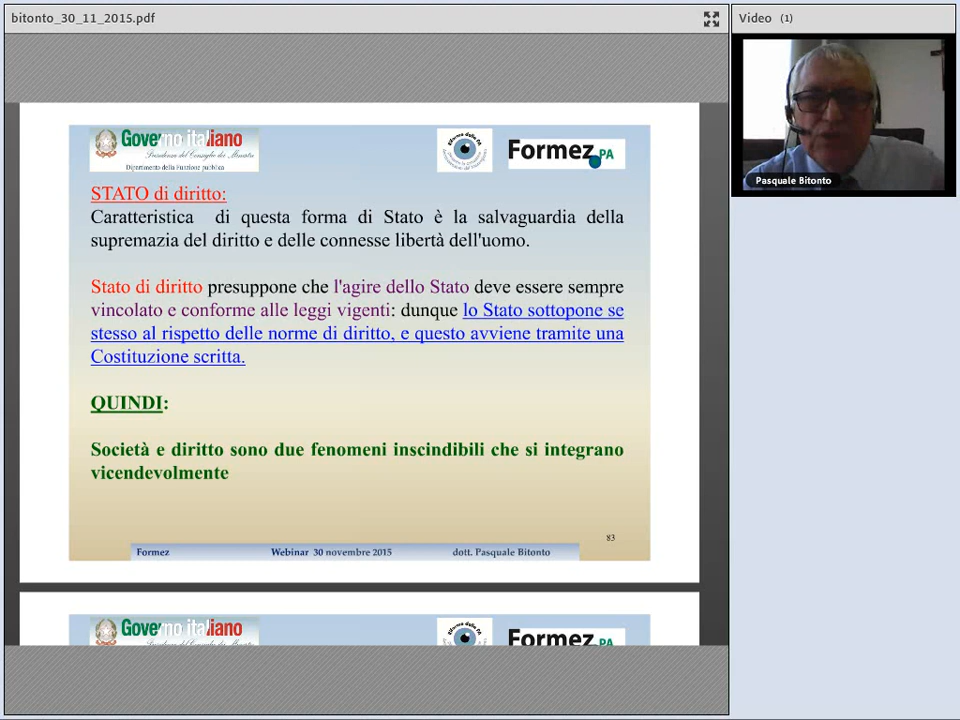 bitonto_30_11_2015.pdf
Video (1)
Pasquale Bitonto
Governo italiano
Presidenza del Consiglio dei Ministri
Dipartimento della Funzione pubblica
Formez PA
STATO di diritto:
Caratteristica di questa forma di Stato è la salvaguardia della
supremazia del diritto e delle connesse libertà dell'uomo.
Stato di diritto presuppone che l'agire dello Stato deve essere sempre
vincolato e conforme alle leggi vigenti: dunque lo Stato sottopone se
stesso al rispetto delle norme di diritto, e questo avviene tramite una
Costituzione scritta.
QUINDI:
Società e diritto sono due fenomeni inscindibili che si integrano
vicendevolmente
83
Formez Webinar 30 novembre 2015 dott. Pasquale Bitonto
Governo italiano
Formez PA